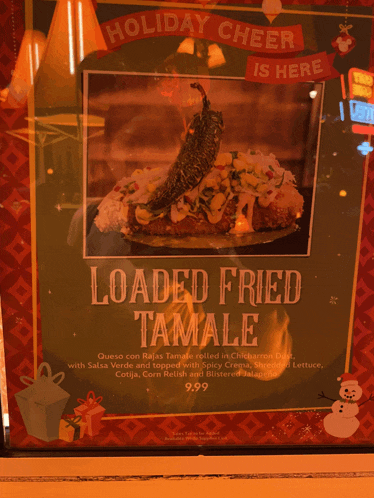 HOLIDAY CHEER
IS HERE
LOADED FRIED
TAMALE
Queso con Rajas Tamale rolled in Chicharrón Dust,
with Salsa Verde and topped with Spicy Crema, Shredded Lettuce,
Cotija, Corn Relish and Blistered Jalapeño
9.99